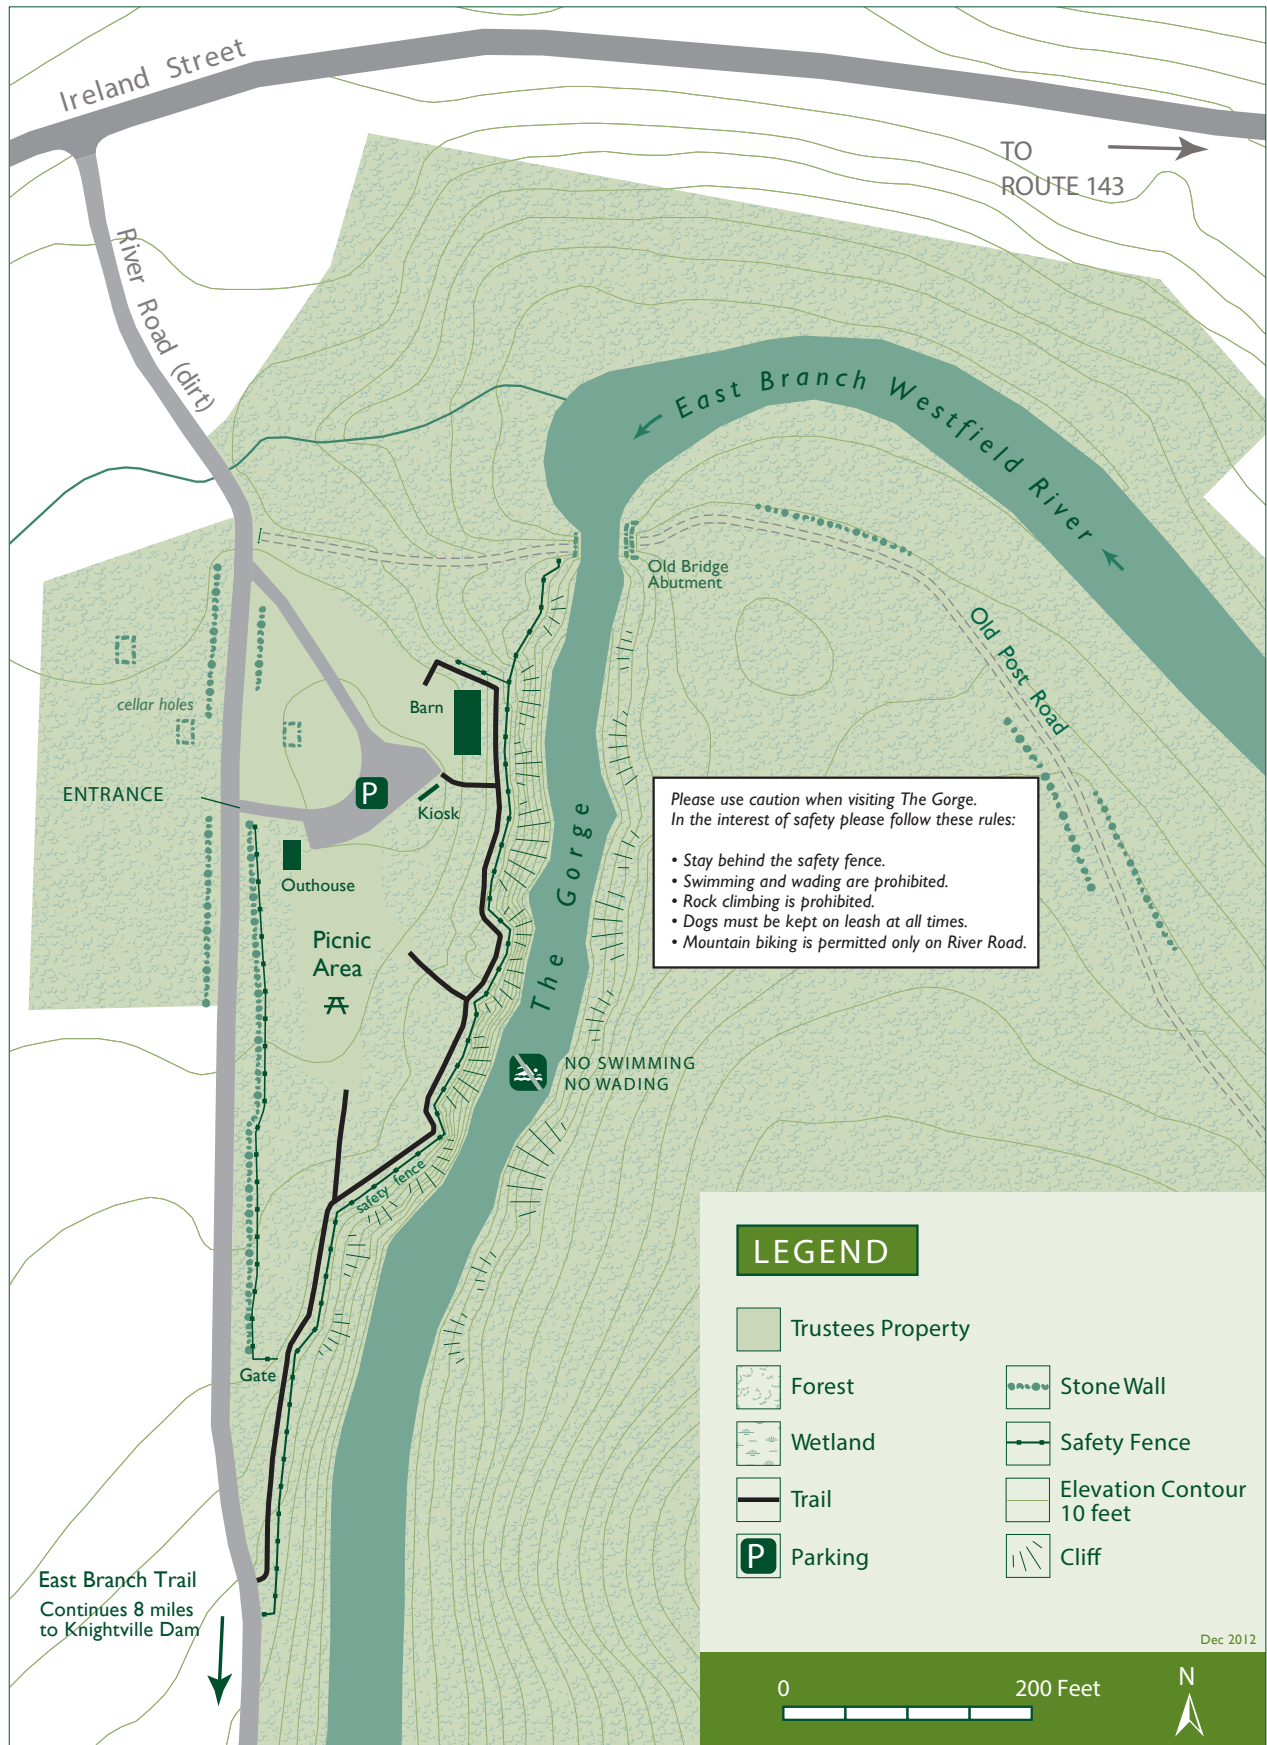 Ireland Street
TO
ROUTE 143
River Road (dirt)
East Branch Westfield River
Old Bridge
Abutment
Old Post Road
cellar holes
Barn
ENTRANCE
P
Kiosk
Outhouse
Picnic
Area
The Gorge
Please use caution when visiting The Gorge.
In the interest of safety please follow these rules:
• Stay behind the safety fence.
• Swimming and wading are prohibited.
• Rock climbing is prohibited.
• Dogs must be kept on leash at all times.
• Mountain biking is permitted only on River Road.
NO SWIMMING
NO WADING
safety fence
Gate
East Branch Trail
Continues 8 miles
to Knightville Dam
LEGEND
Trustees Property
Forest
Stone Wall
Wetland
Safety Fence
Trail
Elevation Contour
10 feet
P Parking
Cliff
Dec 2012
0 200 Feet
N